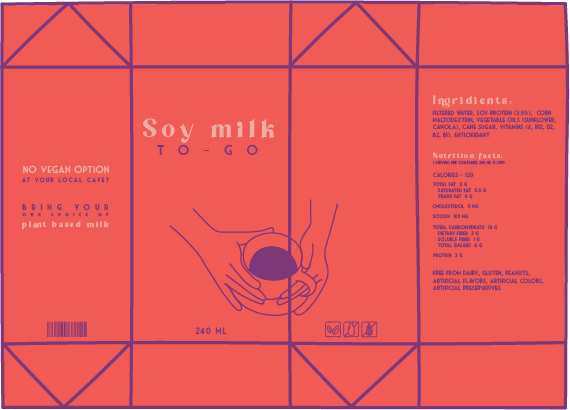 NO VEGAN OPTION
AT YOUR LOCAL CAFE?
BRING YOUR
OWN CHOICE OF
plant based milk
Soy milk
TO-GO
240 ML
Ingridients:
FILTERED WATER, SOY PROTEIN (3.5%), CORN
MALTODEXTRIN, VEGETABLE OILS (SUNFLOWER,
CANOLA), CANE SUGAR, VITAMINS (A, B12, D2,
B2, B1), ANTIOXIDANT
Nutrition Facts:
CALORIES - 120
TOTAL FAT 5 G
SATURATED FAT 0.5 G
TRANS FAT 0 G
CHOLESTEROL 0 MG
SODIUM 105 MG
TOTAL CARBOHYDRATE 16 G
DIETARY FIBER 2 G
SOLUBLE FIBER 1 G
TOTAL SUGARS 6 G
PROTEIN 3 G
FREE FROM DAIRY, GLUTEN, PEANUTS,
ARTIFICIAL FLAVORS, ARTIFICIAL COLORS,
ARTIFICIAL PRESERVATIVES